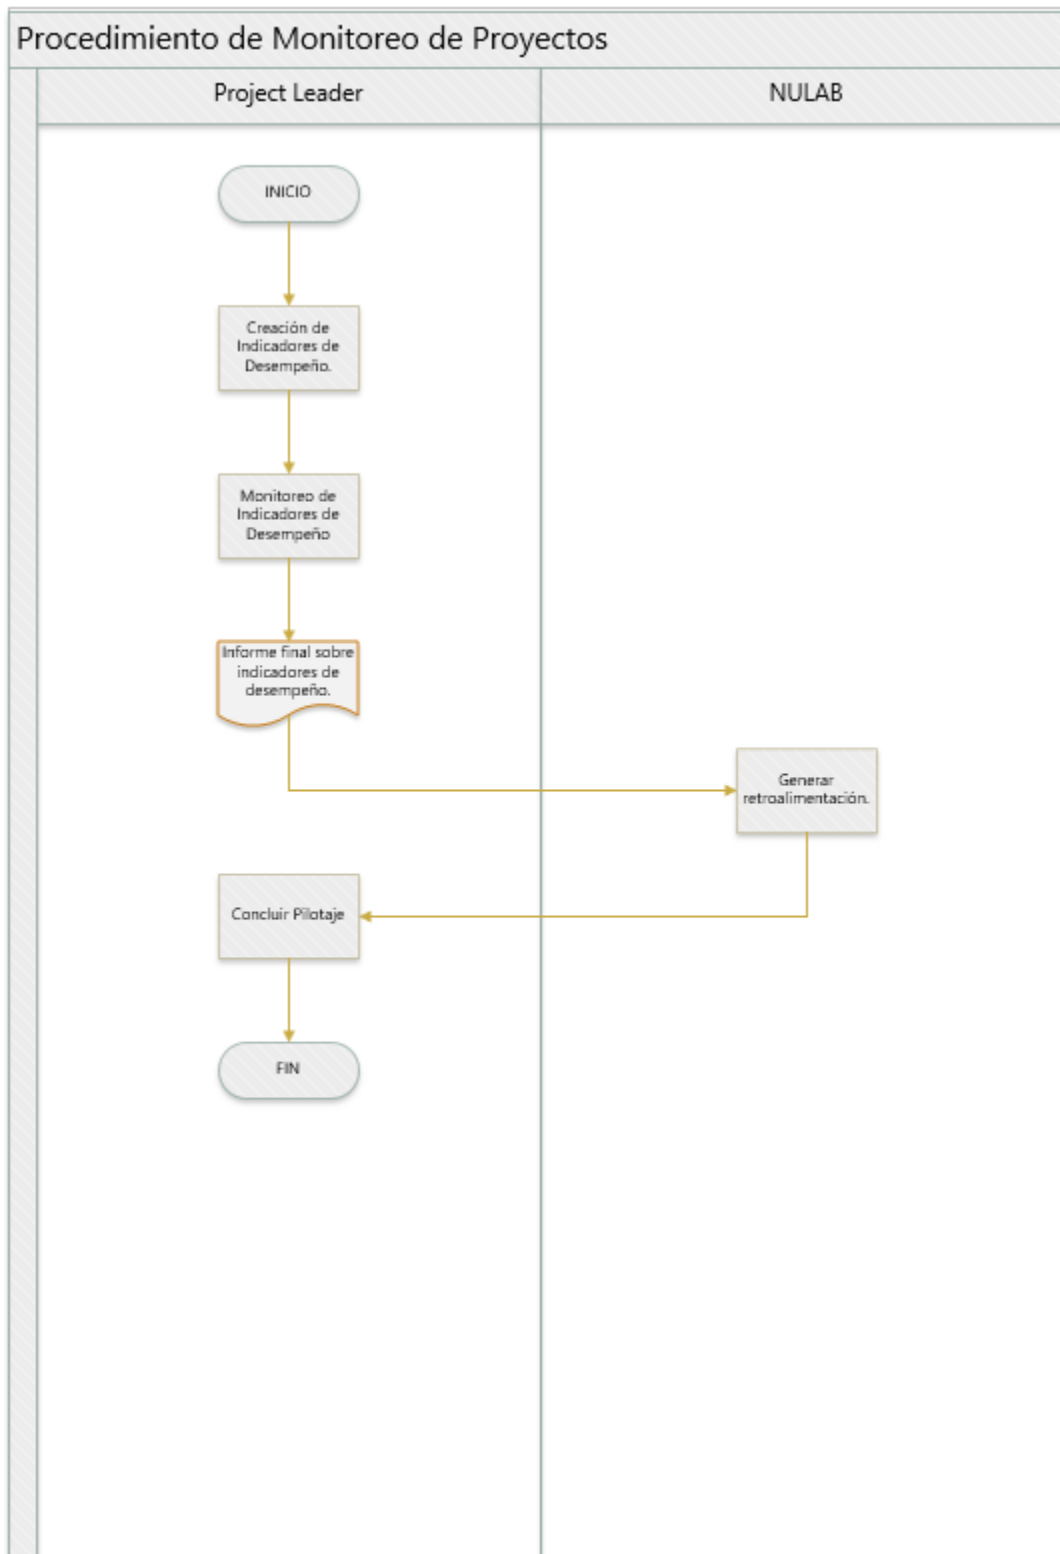 Procedimiento de Monitoreo de Proyectos
Project Leader
NULAB
INICIO
Creación de
Indicadores de
Desempeño.
Monitoreo de
Indicadores de
Desempeño
Informe final sobre
indicadores de
desempeño.
Generar
retroalimentación.
Concluir Pilotaje
FIN